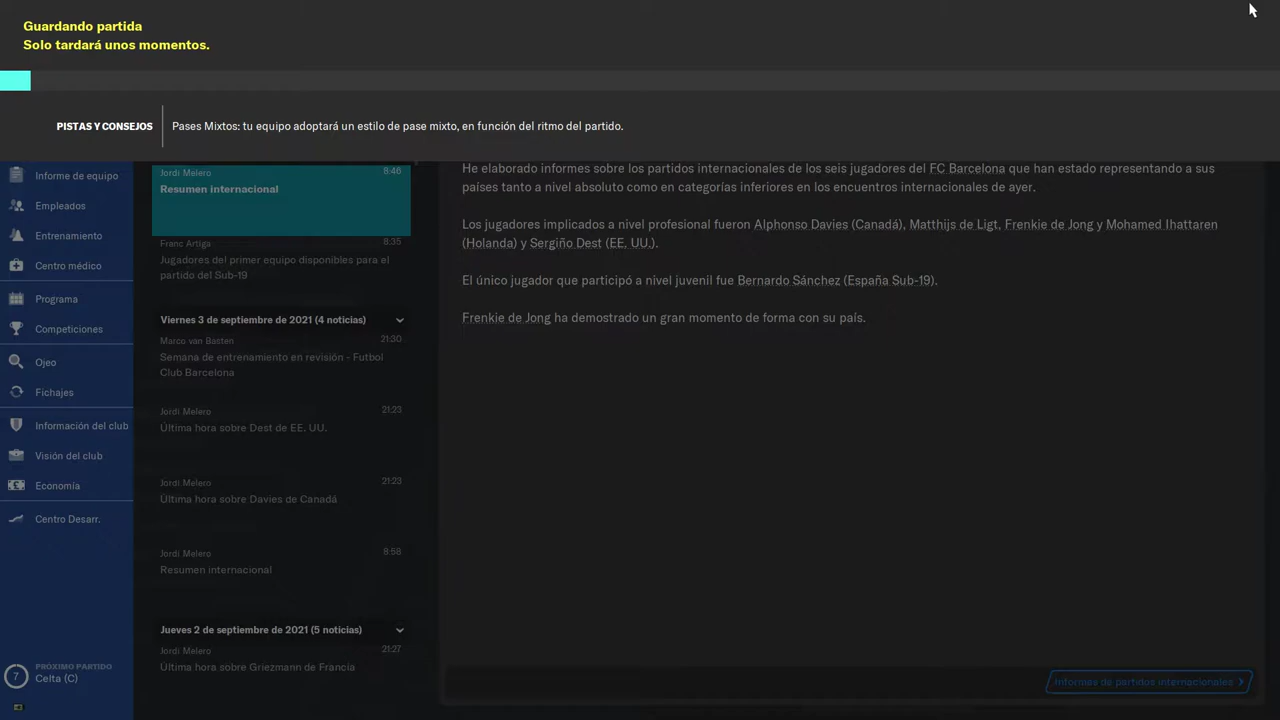 Guardando partida
Solo tardará unos momentos.
PISTAS Y CONSEJOS
Pases Mixtos: tu equipo adoptará un estilo de pase mixto, en función del ritmo del partido.
Informe de equipo
Empleados
Entrenamiento
Centro médico
Programa
Competiciones
Ojeo
Fichajes
Información del club
Visión del club
Economía
Centro Desarr.
7
PRÓXIMO PARTIDO
Celta (C)
Jordi Melero 8:46
Resumen internacional
Franc Artiga 8:35
Jugadores del primer equipo disponibles para el
partido del Sub-19
Viernes 3 de septiembre de 2021 (4 noticias)
Marco van Basten 21:30
Semana de entrenamiento en revisión - Futbol
Club Barcelona
Jordi Melero 21:23
Última hora sobre Dest de EE. UU.
Jordi Melero 21:23
Última hora sobre Davies de Canadá
Jordi Melero 8:58
Resumen internacional
Jueves 2 de septiembre de 2021 (5 noticias)
Jordi Melero 21:27
Última hora sobre Griezmann de Francia
He elaborado informes sobre los partidos internacionales de los seis jugadores del FC Barcelona que han estado representando a sus
países tanto a nivel absoluto como en categorías inferiores en los encuentros internacionales de ayer.
Los jugadores implicados a nivel profesional fueron Alphonso Davies (Canadá), Matthijs de Ligt, Frenkie de Jong y Mohamed Ihattaren
(Holanda) y Sergiño Dest (EE. UU.).
El único jugador que participó a nivel juvenil fue Bernardo Sánchez (España Sub-19).
Frenkie de Jong ha demostrado un gran momento de forma con su país.
Informes de partidos internacionales